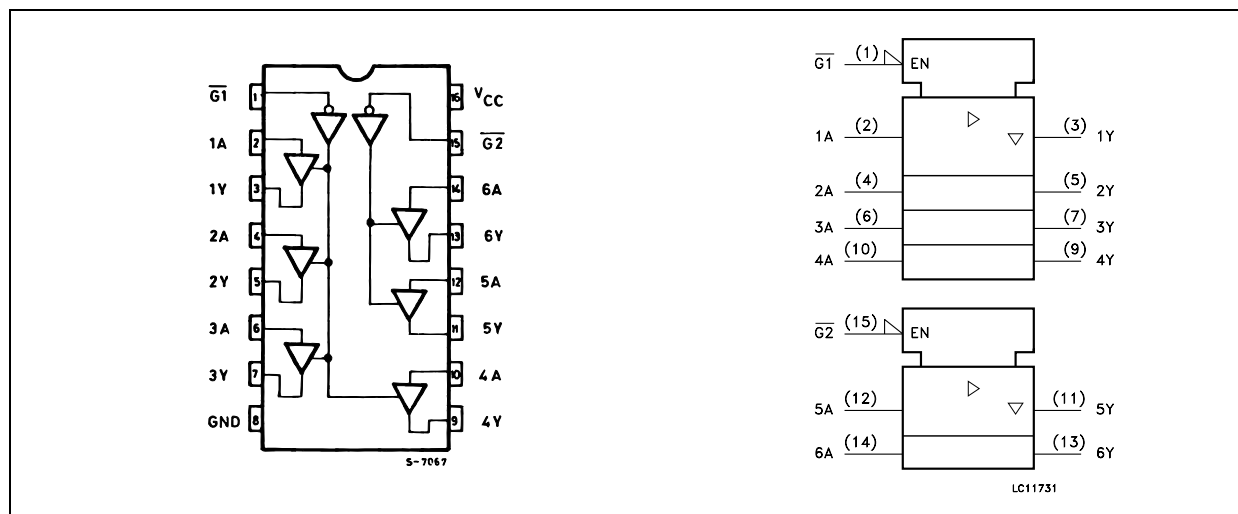 G1 1 16 VCC
1A 2 15 G2
1Y 3 14 6A
2A 4 13 6Y
2Y 5 12 5A
3A 6 11 5Y
3Y 7 10 4A
GND 8 9 4Y
S-7067
G1 (1) EN
1A (2) (3) 1Y
2A (4) (5) 2Y
3A (6) (7) 3Y
4A (10) (9) 4Y
G2 (15) EN
5A (12) (11) 5Y
6A (14) (13) 6Y
LC11731